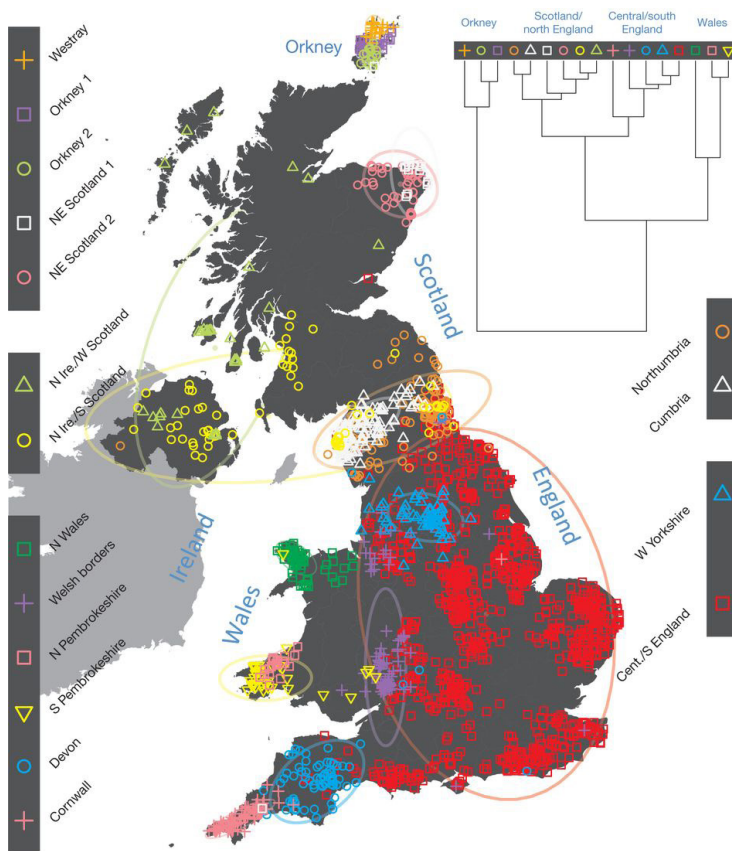 Orkney
Scotland/
north England
Central/south
England
Wales
Westray
Orkney 1
Orkney 2
NE Scotland 1
NE Scotland 2
N Ire./W Scotland
N Ire./S Scotland
N Wales
Welsh borders
N Pembrokeshire
S Pembrokeshire
Devon
Cornwall
Orkney
Scotland
England
Ireland
Wales
Northumbria
Cumbria
W Yorkshire
Cent./S England